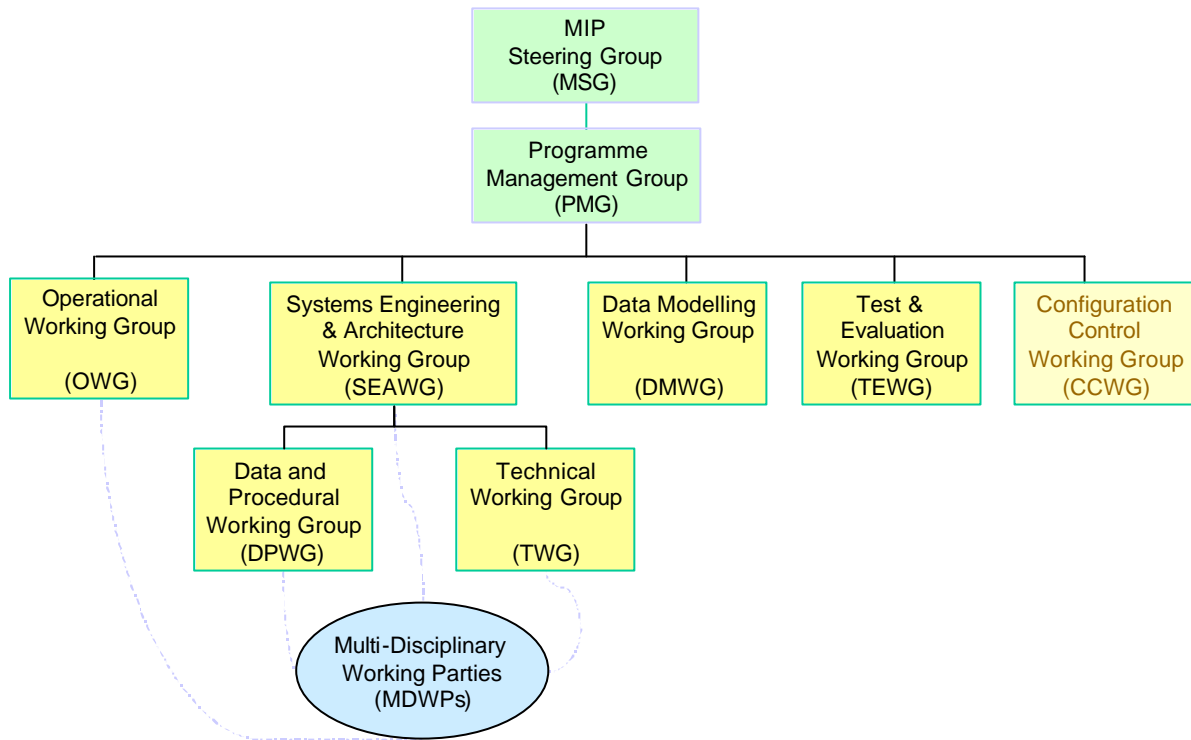 MIP
Steering Group
(MSG)
Programme
Management Group
(PMG)
Operational
Working Group
(OWG)
Systems Engineering
& Architecture
Working Group
(SEAWG)
Data Modelling
Working Group
(DMWG)
Test &
Evaluation
Working Group
(TEWG)
Configuration
Control
Working Group
(CCWG)
Data and
Procedural
Working Group
(DPWG)
Technical
Working Group
(TWG)
Multi-Disciplinary
Working Parties
(MDWPs)